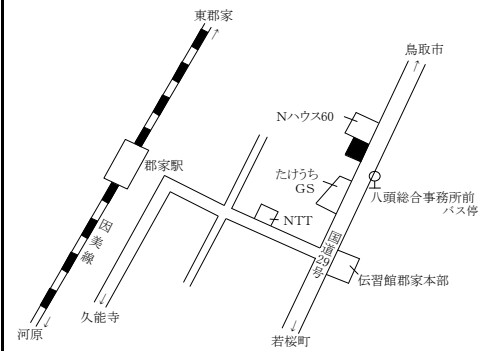 東郡家
鳥取市
Nハウス60
郡家駅
たけうち
GS
八頭総合事務所前
バス停
NTT
因美線
国道29号
伝習館郡家本部
久能寺
河原
若桜町